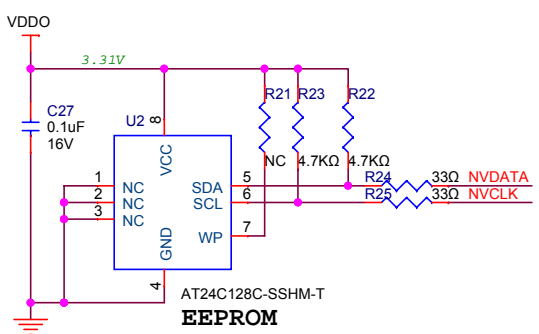 VDDO
3.31V
C27
0.1uF
16V
U2
8
VCC
R21
R23
R22
NC
4.7KΩ
4.7KΩ
1
NC
2
NC
3
NC
SDA
5
SCL
6
WP
7
R24
33Ω
NVDATA
R25
33Ω
NVCLK
GND
4
AT24C128C-SSHM-T
EEPROM